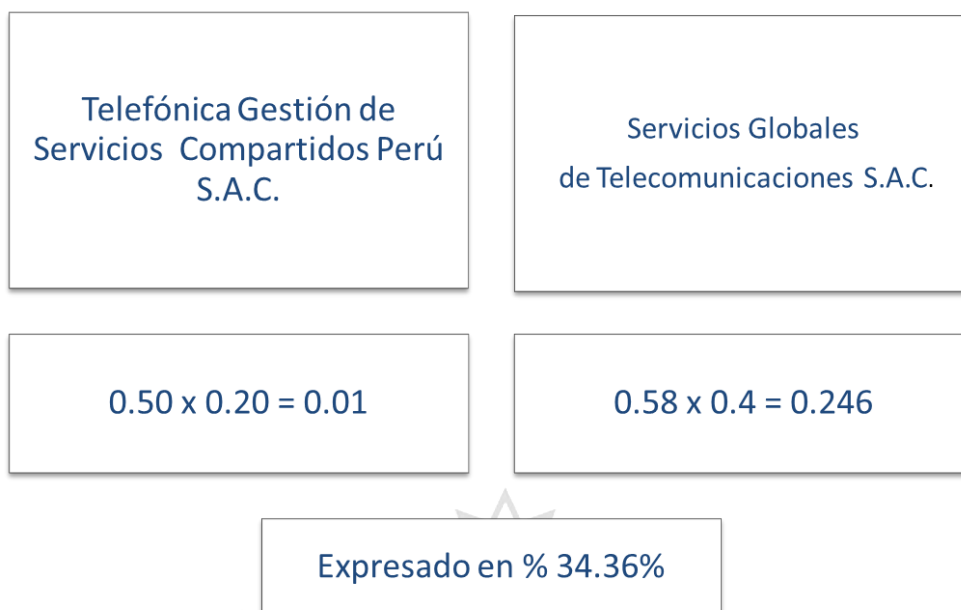 Telefónica Gestión de
Servicios Compartidos Perú
S.A.C.
Servicios Globales
de Telecomunicaciones S.A.C.
0.50 x 0.20 = 0.01
0.58 x 0.4 = 0.246
Expresado en % 34.36%